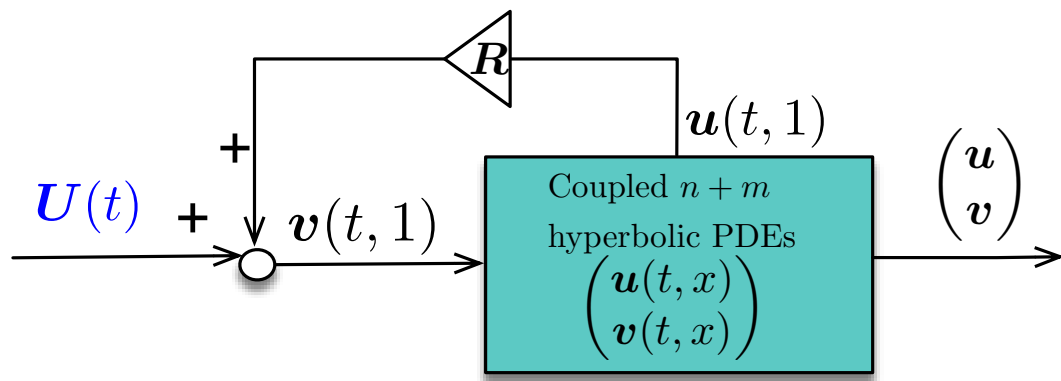 R
u(t, 1)
+
U(t)
+
v(t, 1)
Coupled n + m
hyperbolic PDEs
(u(t, x)
v(t, x))
(u
v)